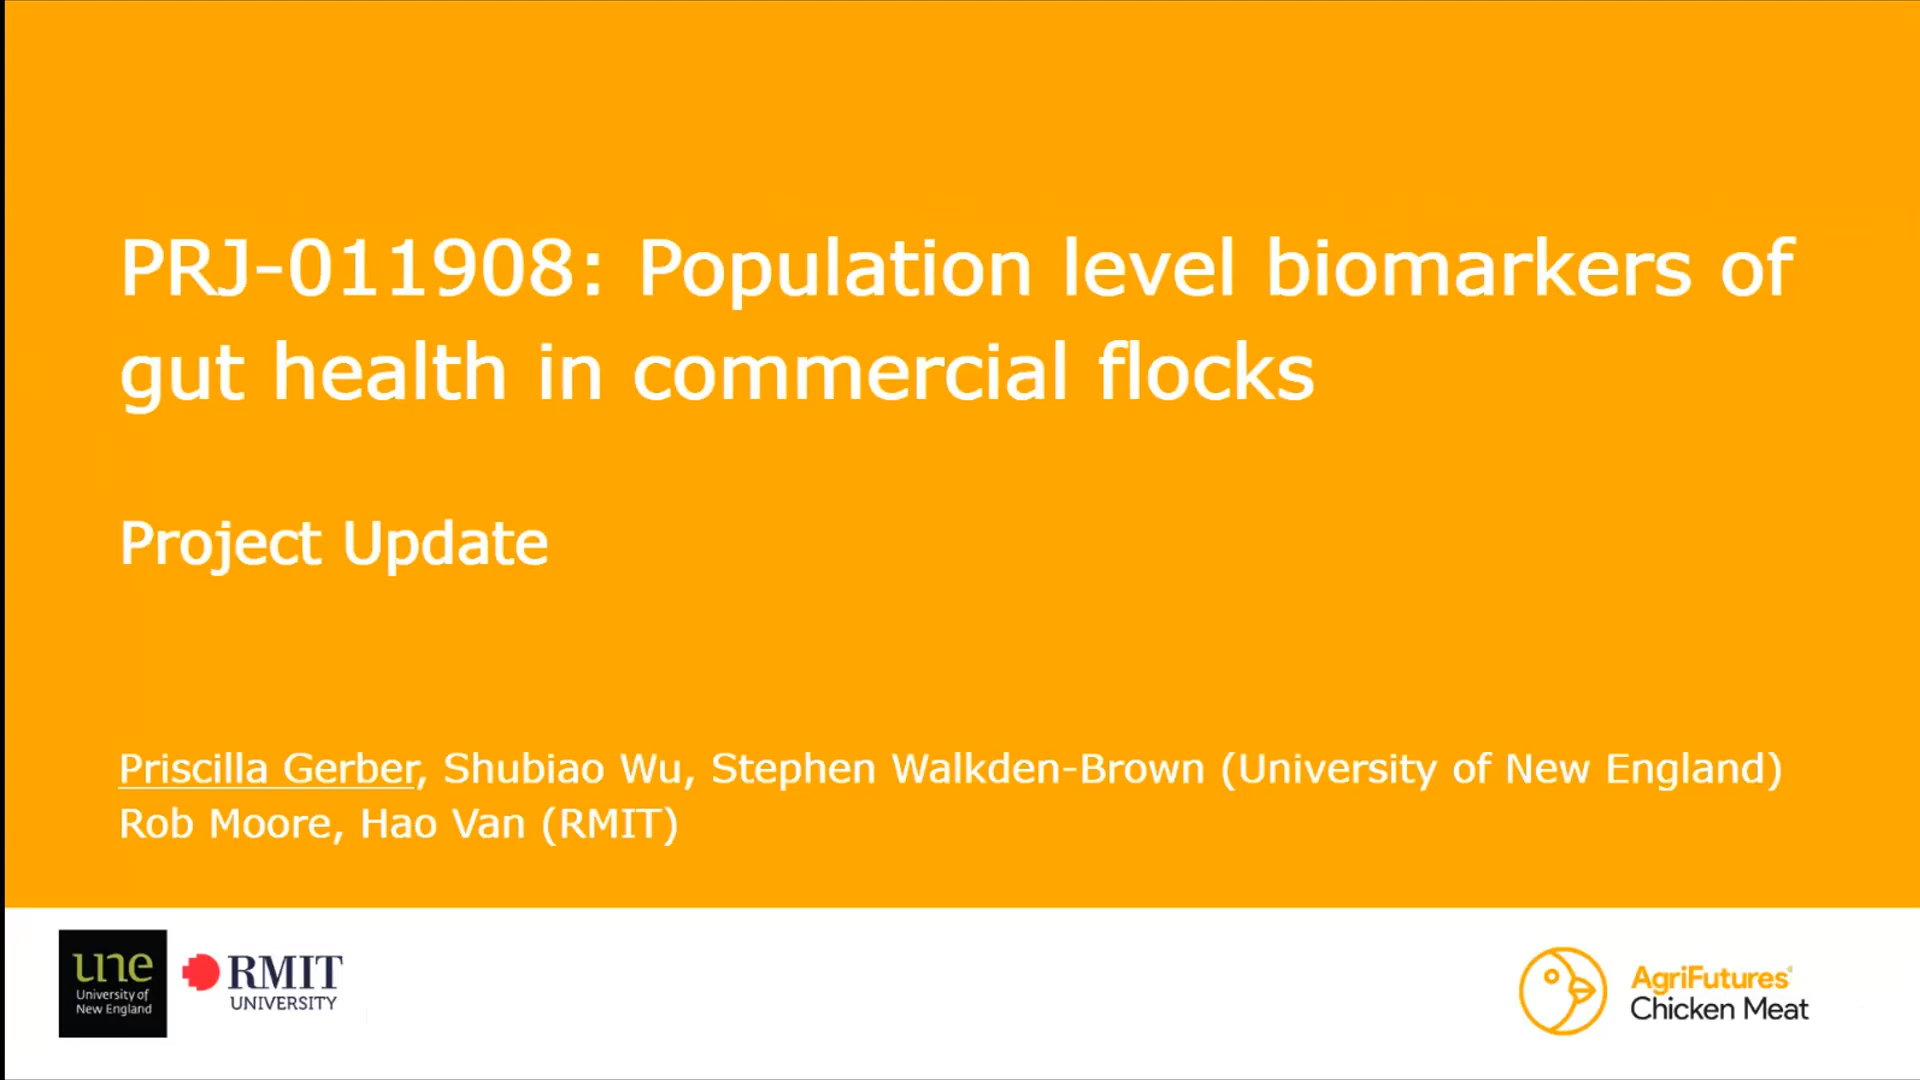 PRJ-011908: Population level biomarkers of
gut health in commercial flocks
Project Update
Priscilla Gerber, Shubiao Wu, Stephen Walkden-Brown (University of New England)
Rob Moore, Hao Van (RMIT)
une
University of
New England
RMIT
UNIVERSITY
AgriFutures®
Chicken Meat